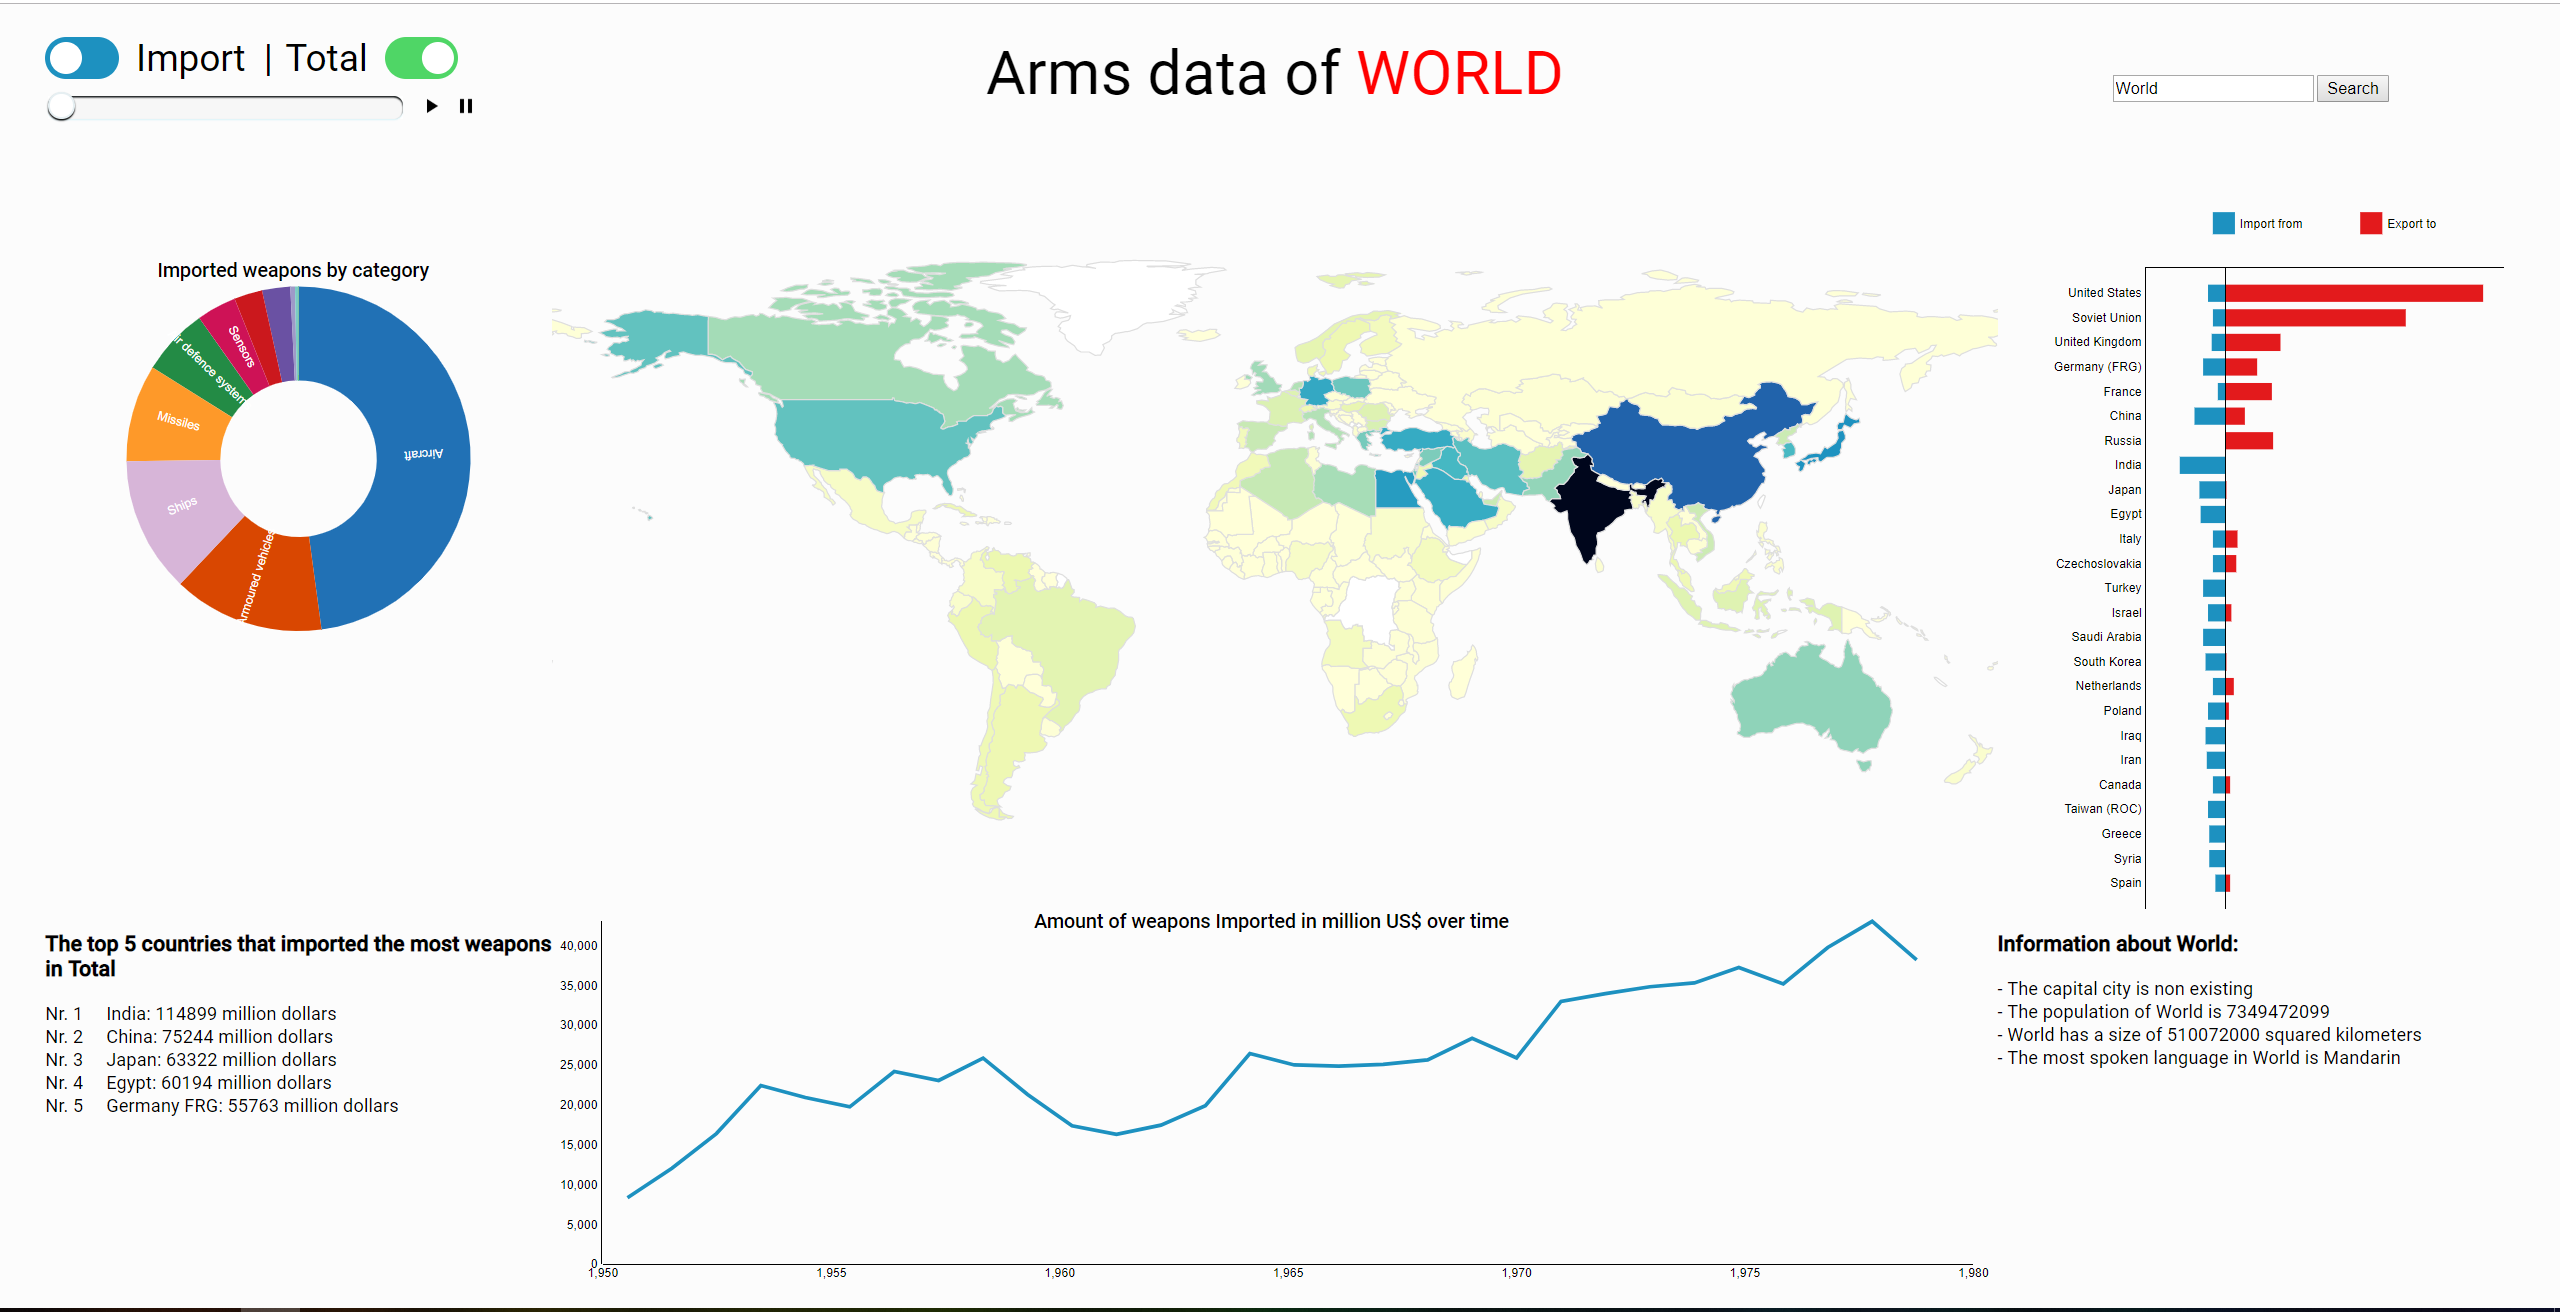 Import | Total
Arms data of WORLD
World
Search
Import from
Export to
Imported weapons by category
Aircraft
Armoured vehicles
Ships
Missiles
ir defence system
Sensors
United States
Soviet Union
United Kingdom
Germany (FRG)
France
China
Russia
India
Japan
Egypt
Italy
Czechoslovakia
Turkey
Israel
Saudi Arabia
South Korea
Netherlands
Poland
Iraq
Iran
Canada
Taiwan (ROC)
Greece
Syria
Spain
The top 5 countries that imported the most weapons
in Total
Nr. 1 India: 114899 million dollars
Nr. 2 China: 75244 million dollars
Nr. 3 Japan: 63322 million dollars
Nr. 4 Egypt: 60194 million dollars
Nr. 5 Germany FRG: 55763 million dollars
Amount of weapons Imported in million US$ over time
40,000
35,000
30,000
25,000
20,000
15,000
10,000
5,000
0
1,950 1,955 1,960 1,965 1,970 1,975 1,980
Information about World:
- The capital city is non existing
- The population of World is 7349472099
- World has a size of 510072000 squared kilometers
- The most spoken language in World is Mandarin